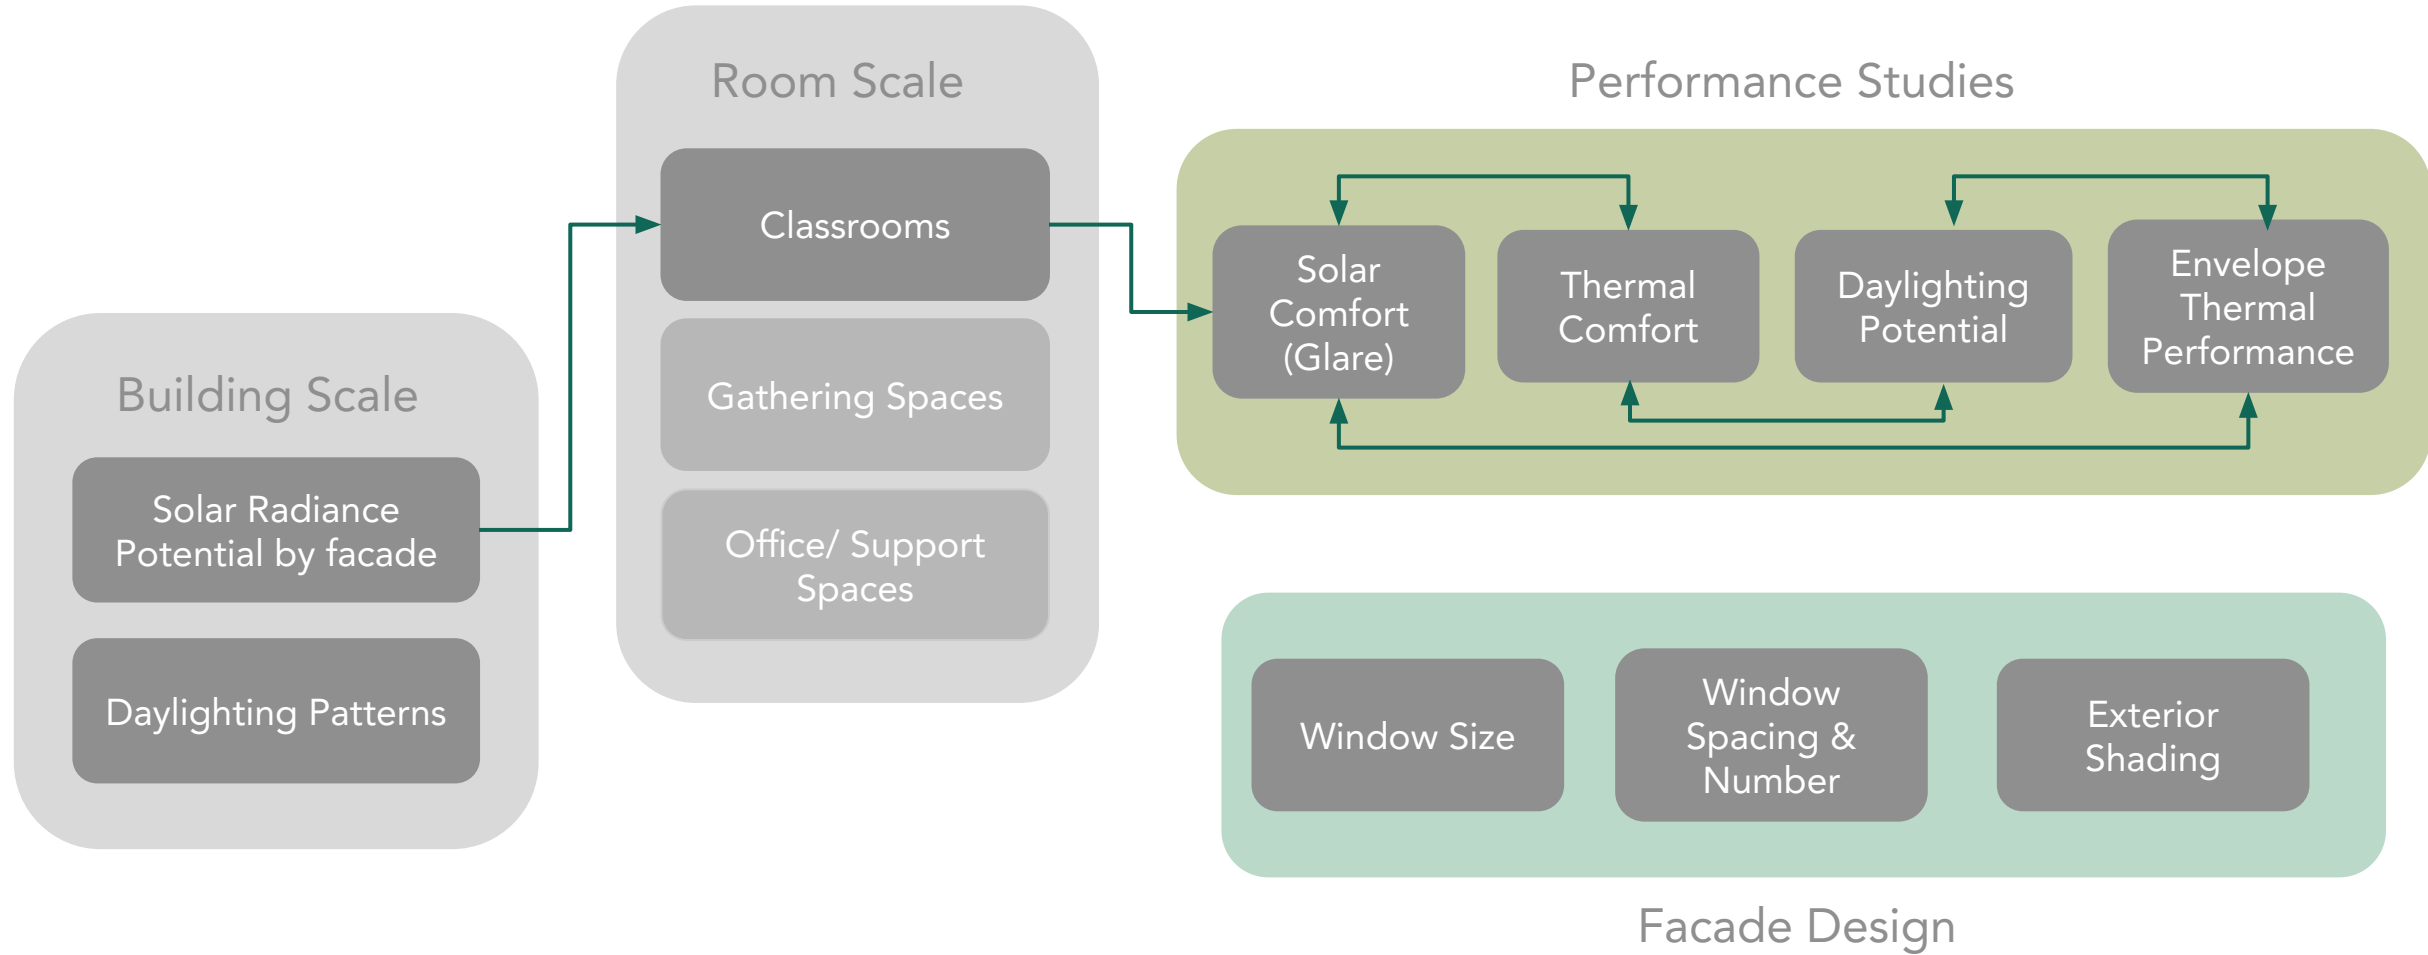 Building Scale
Solar Radiance
Potential by facade
Daylighting Patterns
Room Scale
Classrooms
Gathering Spaces
Office/ Support
Spaces
Performance Studies
Solar
Comfort
(Glare)
Thermal
Comfort
Daylighting
Potential
Envelope
Thermal
Performance
Window Size
Window
Spacing &
Number
Exterior
Shading
Facade Design